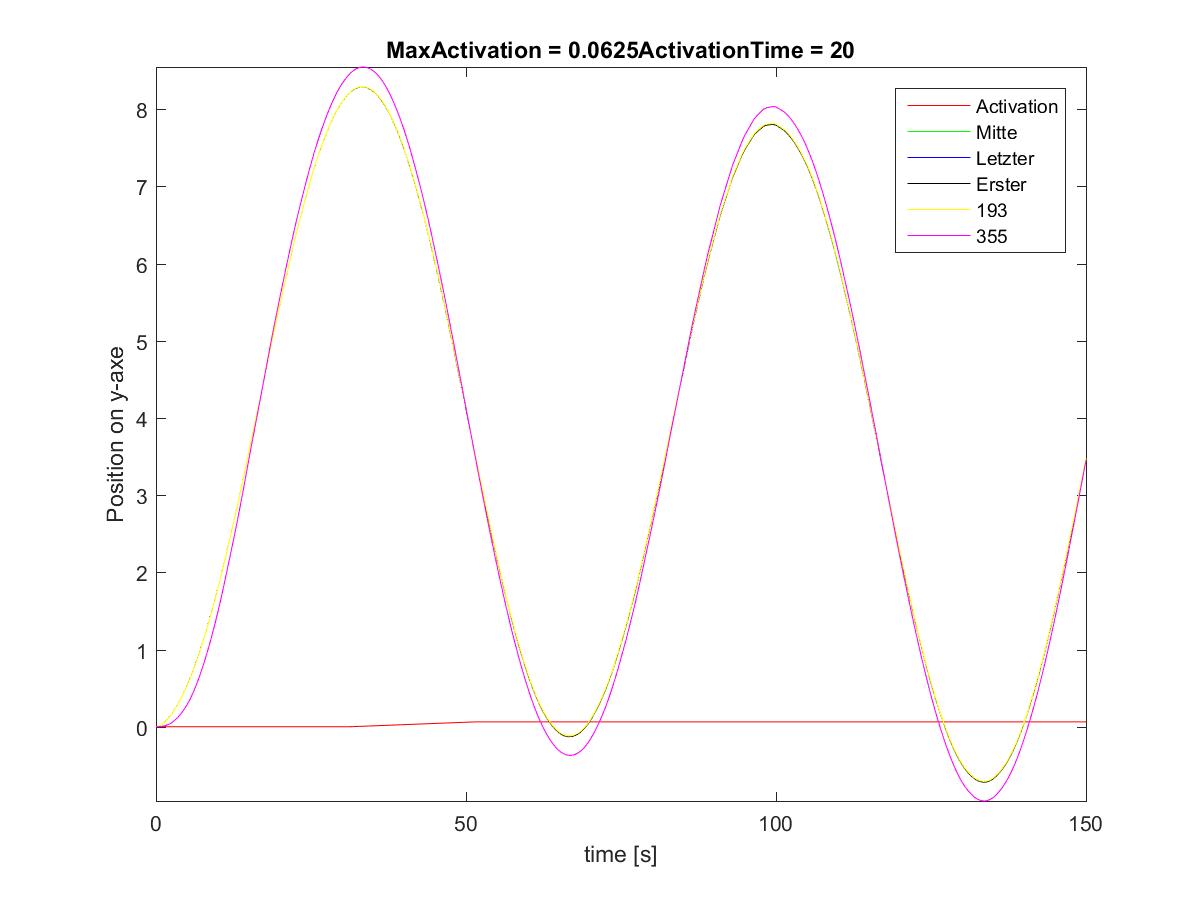 MaxActivation = 0.0625ActivationTime = 20
8
7
6
5
4
3
2
1
0
Position on y-axe
Activation
Mitte
Letzter
Erster
193
355
0
50
100
150
time [s]